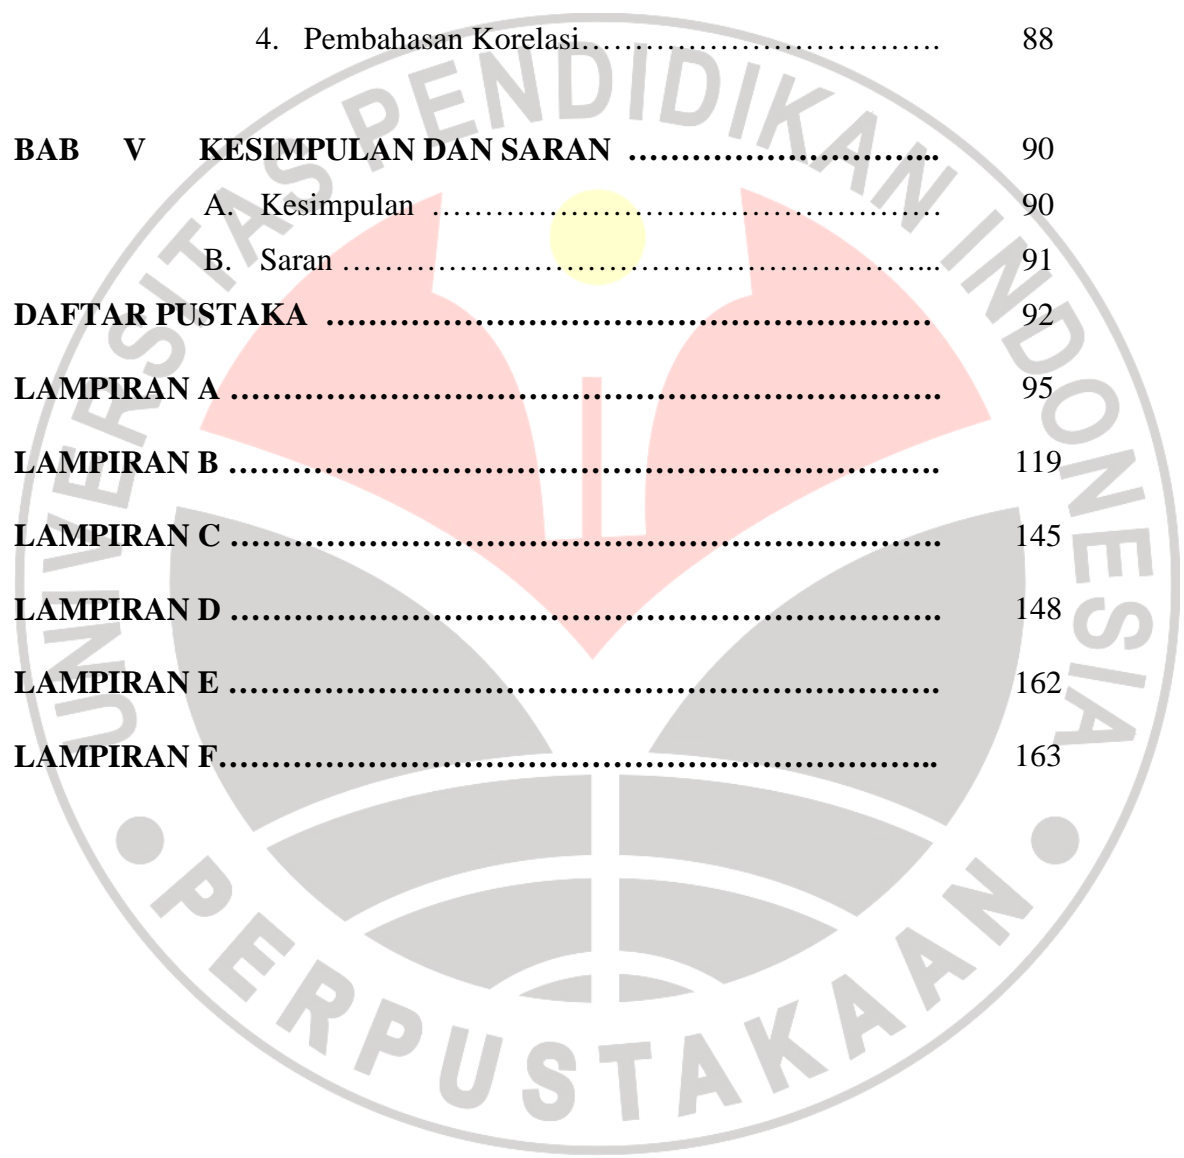 4. Pembahasan Korelasi……………………………. 88
BAB V KESIMPULAN DAN SARAN ………………………... 90
A. Kesimpulan ………………………………………… 90
B. Saran ………………………………………………... 91
DAFTAR PUSTAKA …………………………………………………. 92
LAMPIRAN A …………………………………………………………. 95
LAMPIRAN B …………………………………………………………. 119
LAMPIRAN C …………………………………………………………. 145
LAMPIRAN D …………………………………………………………. 148
LAMPIRAN E …………………………………………………………. 162
LAMPIRAN F………………………………………………………….. 163
UNIVERSITAS PENDIDIKAN INDONESIA
PERPUSTAKAAN